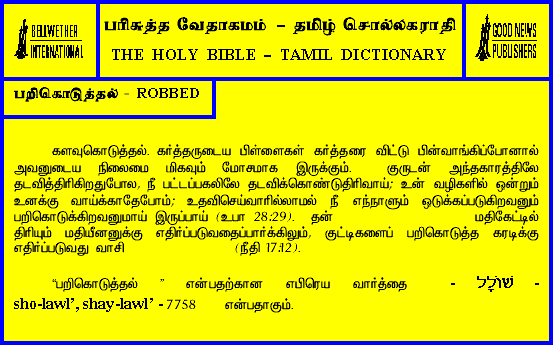 BELLWETHER
INTERNATIONAL
பரிசுத்த வேதாகமம் – தமிழ் சொல்லகராதி
THE HOLY BIBLE – TAMIL DICTIONARY
GOOD NEWS
PUBLISHERS
பறிகொடுத்தல் - ROBBED
களவுகொடுத்தல். கர்த்தருடைய பிள்ளைகள் கர்த்தரை விட்டு பின்வாங்கிப்போனால்
அவனுடைய நிலைமை மிகவும் மோசமாக இருக்கும். குருடன் அந்தகாரத்திலே
தடவித்திரிகிறதுபோல, நீ பட்டப்பகலிலே தடவிக்கொண்டுதிரிவாய்; உன் வழிகளில் ஒன்றும்
உனக்கு வாய்க்காதேபோம்; உதவிசெய்வாரில்லாமல் நீ எந்நாளும் ஒடுக்கப்படுகிறவனும்
பறிகொடுக்கிறவனுமாய் இருப்பாய் (உபா 28:29). தன் மதிகேட்டில்
திரியும் மதியீனனுக்கு எதிர்ப்படுவதைப்பார்க்கிலும், குட்டிகளைப் பறிகொடுத்த கரடிக்கு
எதிர்ப்படுவது வாசி (நீதி 17:12).
“பறிகொடுத்தல் ” என்பதற்கான எபிரெய வார்த்தை - שׁוֹלָל -
sho-lawl’, shay-lawl’ - 7758 என்பதாகும்.